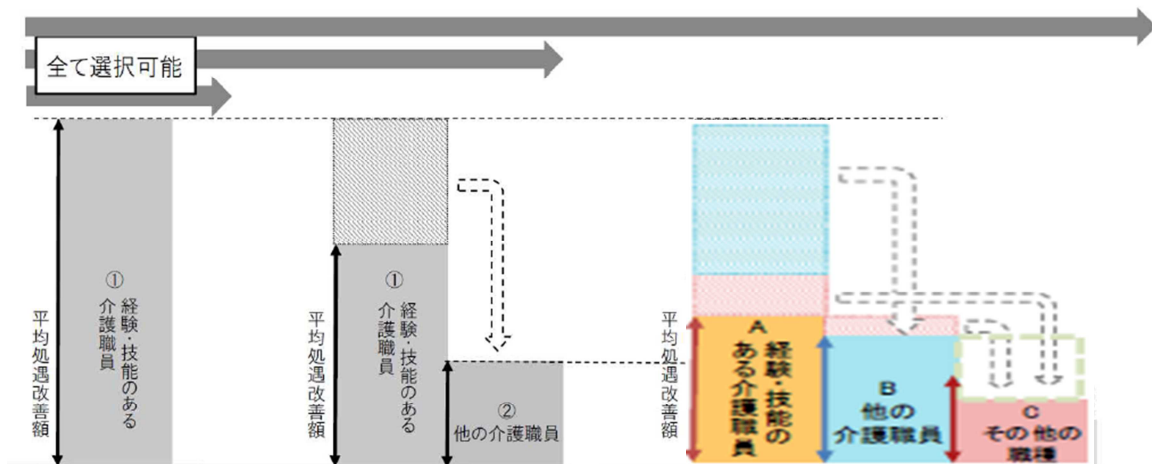 全て選択可能
平均処遇改善額
①
経験・技能のある
介護職員
平均処遇改善額
①
経験・技能のある
介護職員
②
他の介護職員
平均処遇改善額
A
経験・技能の
ある介護職員
B
他の
介護職員
C
その他の
職種